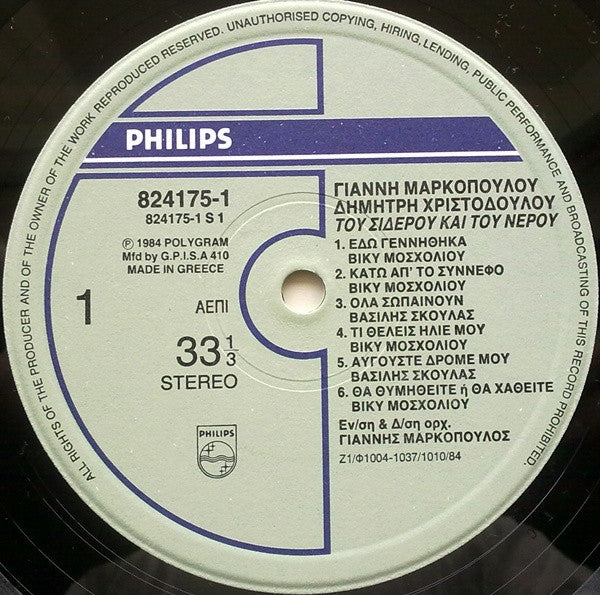 ALL RIGHTS OF THE PRODUCER AND OF THE OWNER OF THE WORK REPRODUCED RESERVED. UNAUTHORISED COPYING, HIRING, LENDING, PUBLIC PERFORMANCE AND BROADCASTING OF THIS RECORD PROHIBITED.
PHILIPS
824175-1
824175-1 S 1
℗ 1984 POLYGRAM
Mfd by G.P.I.S.A 410
MADE IN GREECE
1
ΑΕΠΙ
33 1/3
STEREO
PHILIPS
ΓΙΑΝΝΗ ΜΑΡΚΟΠΟΥΛΟΥ
ΔΗΜΗΤΡΗ ΧΡΙΣΤΟΔΟΥΛΟΥ
ΤΟΥ ΣΙΔΕΡΟΥ ΚΑΙ ΤΟΥ ΝΕΡΟΥ
1. ΕΔΩ ΓΕΝΝΗΘΗΚΑ
ΒΙΚΥ ΜΟΣΧΟΛΙΟΥ
2. ΚΑΤΩ ΑΠ' ΤΟ ΣΥΝΝΕΦΟ
ΒΙΚΥ ΜΟΣΧΟΛΙΟΥ
3. ΟΛΑ ΣΩΠΑΙΝΟΥΝ
ΒΑΣΙΛΗΣ ΣΚΟΥΛΑΣ
4. ΤΙ ΘΕΛΕΙΣ ΗΛΙΕ ΜΟΥ
ΒΙΚΥ ΜΟΣΧΟΛΙΟΥ
5. ΑΥΓΟΥΣΤΕ ΔΡΟΜΕ ΜΟΥ
ΒΑΣΙΛΗΣ ΣΚΟΥΛΑΣ
6. ΘΑ ΘΥΜΗΘΕΙΤΕ ή ΘΑ ΧΑΘΕΙΤΕ
ΒΙΚΥ ΜΟΣΧΟΛΙΟΥ
Εν/ση & Δ/ση ορχ.
ΓΙΑΝΝΗΣ ΜΑΡΚΟΠΟΥΛΟΣ
Ζ1/Φ1004-1037/1010/84